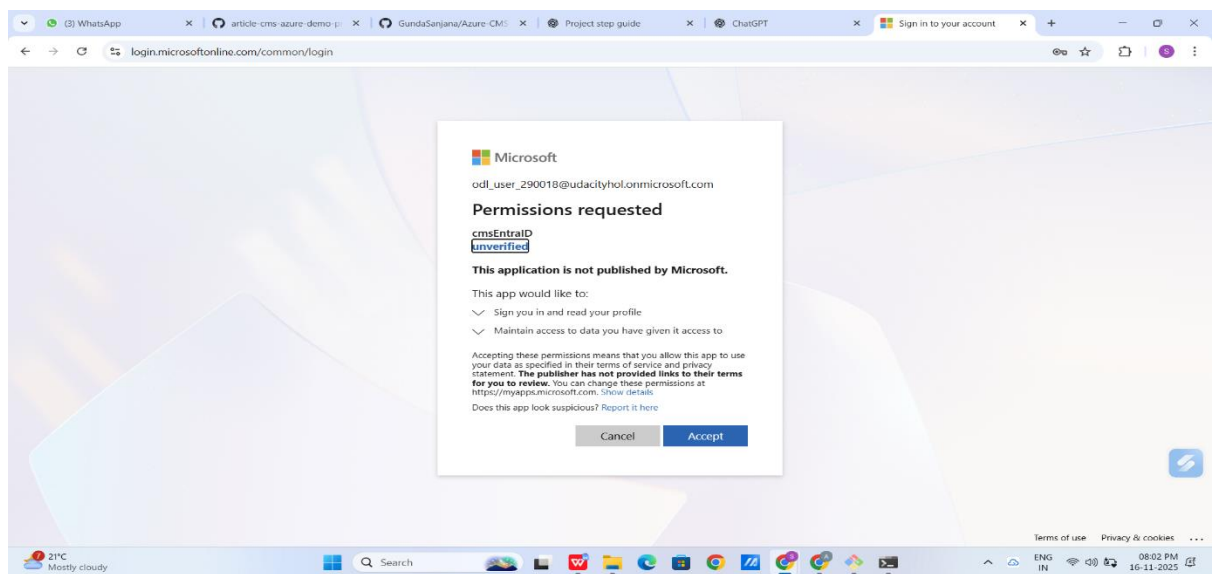 (3) WhatsApp
article-cms-azure-demo-p
GundaSanjana/Azure-CMS
Project step guide
ChatGPT
Sign in to your account
login.microsoftonline.com/common/login
S
Microsoft
odl_user_290018@udacityhol.onmicrosoft.com
Permissions requested
cmsEntraID
unverified
This application is not published by Microsoft.
This app would like to:
Sign you in and read your profile
Maintain access to data you have given it access to
Accepting these permissions means that you allow this app to use
your data as specified in their terms of service and privacy
statement. The publisher has not provided links to their terms
for you to review. You can change these permissions at
https://myapps.microsoft.com. Show details
Does this app look suspicious? Report it here
Cancel Accept
Terms of use Privacy & cookies ...
21°C
Mostly cloudy
Search
ENG
IN
08:02 PM
16-11-2025